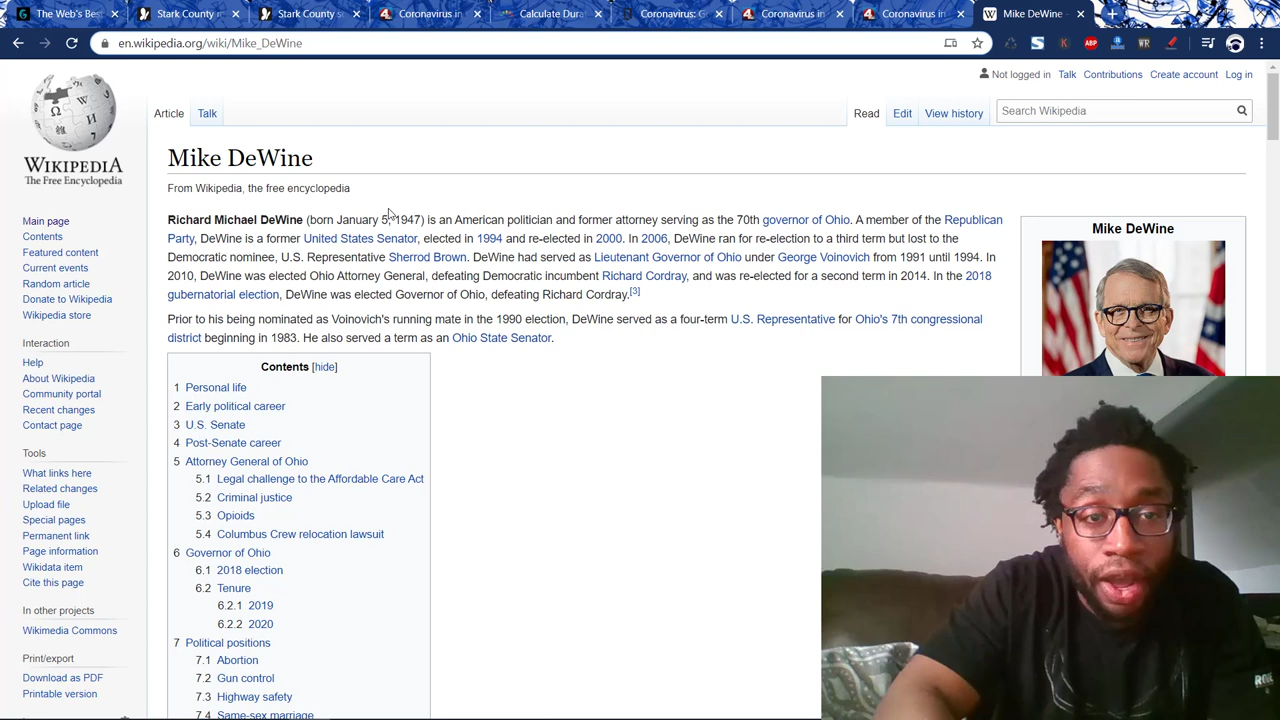 The Web's Best
Stark County r
Stark County s
Coronavirus in
Calculate Dura
Coronavirus: G
Coronavirus in
Coronavirus in
Mike DeWine -
en.wikipedia.org/wiki/Mike_DeWine
ABP
WR
Not logged in Talk Contributions Create account Log in
Article Talk Read Edit View history Search Wikipedia
WIKIPEDIA
The Free Encyclopedia
Main page
Contents
Featured content
Current events
Random article
Donate to Wikipedia
Wikipedia store
Interaction
Help
About Wikipedia
Community portal
Recent changes
Contact page
Tools
What links here
Related changes
Upload file
Special pages
Permanent link
Page information
Wikidata item
Cite this page
In other projects
Wikimedia Commons
Print/export
Download as PDF
Printable version
Mike DeWine
From Wikipedia, the free encyclopedia
Richard Michael DeWine (born January 5, 1947) is an American politician and former attorney serving as the 70th governor of Ohio. A member of the Republican
Party, DeWine is a former United States Senator, elected in 1994 and re-elected in 2000. In 2006, DeWine ran for re-election to a third term but lost to the
Democratic nominee, U.S. Representative Sherrod Brown. DeWine had served as Lieutenant Governor of Ohio under George Voinovich from 1991 until 1994. In
2010, DeWine was elected Ohio Attorney General, defeating Democratic incumbent Richard Cordray, and was re-elected for a second term in 2014. In the 2018
gubernatorial election, DeWine was elected Governor of Ohio, defeating Richard Cordray.[3]
Prior to his being nominated as Voinovich's running mate in the 1990 election, DeWine served as a four-term U.S. Representative for Ohio's 7th congressional
district beginning in 1983. He also served a term as an Ohio State Senator.
Contents [hide]
1 Personal life
2 Early political career
3 U.S. Senate
4 Post-Senate career
5 Attorney General of Ohio
5.1 Legal challenge to the Affordable Care Act
5.2 Criminal justice
5.3 Opioids
5.4 Columbus Crew relocation lawsuit
6 Governor of Ohio
6.1 2018 election
6.2 Tenure
6.2.1 2019
6.2.2 2020
7 Political positions
7.1 Abortion
7.2 Gun control
7.3 Highway safety
7.4 Same-sex marriage
Mike DeWine